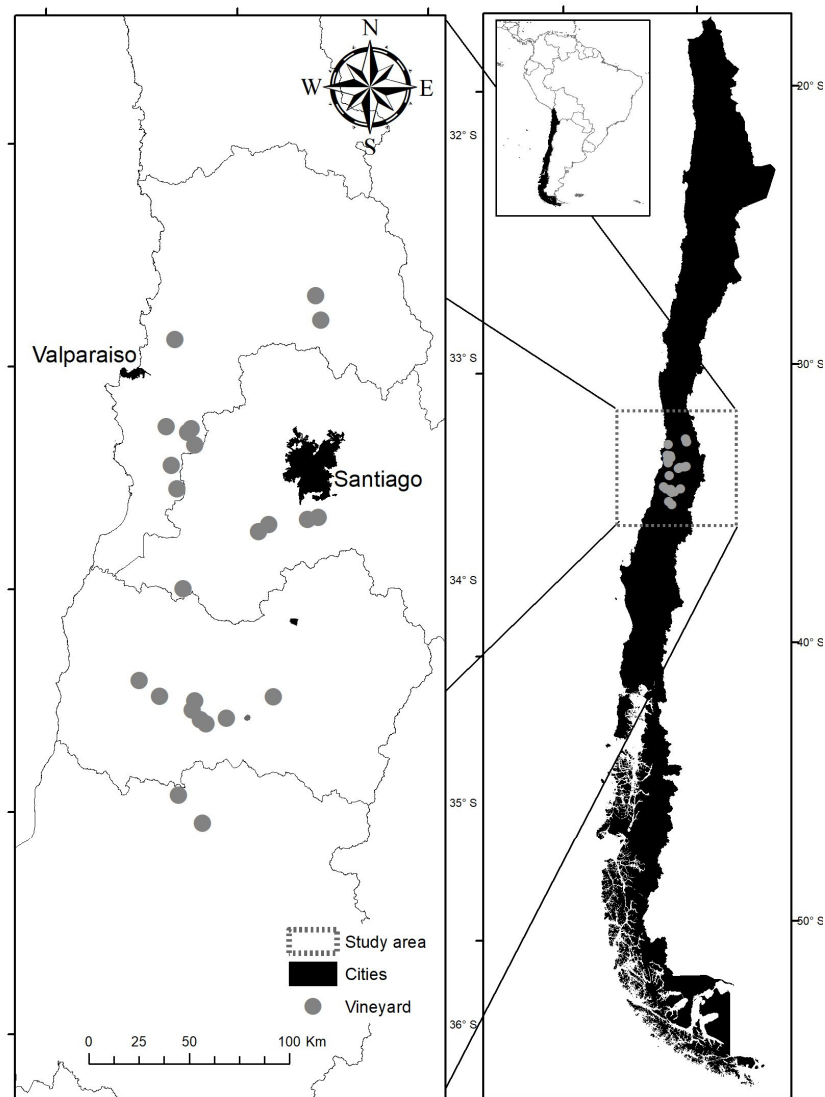 N
W
E
S
32° S
Valparaiso
33° S
Santiago
34° S
35° S
Study area
Cities
Vineyard
0 25 50 100 Km
36° S
20° S
30° S
40° S
50° S